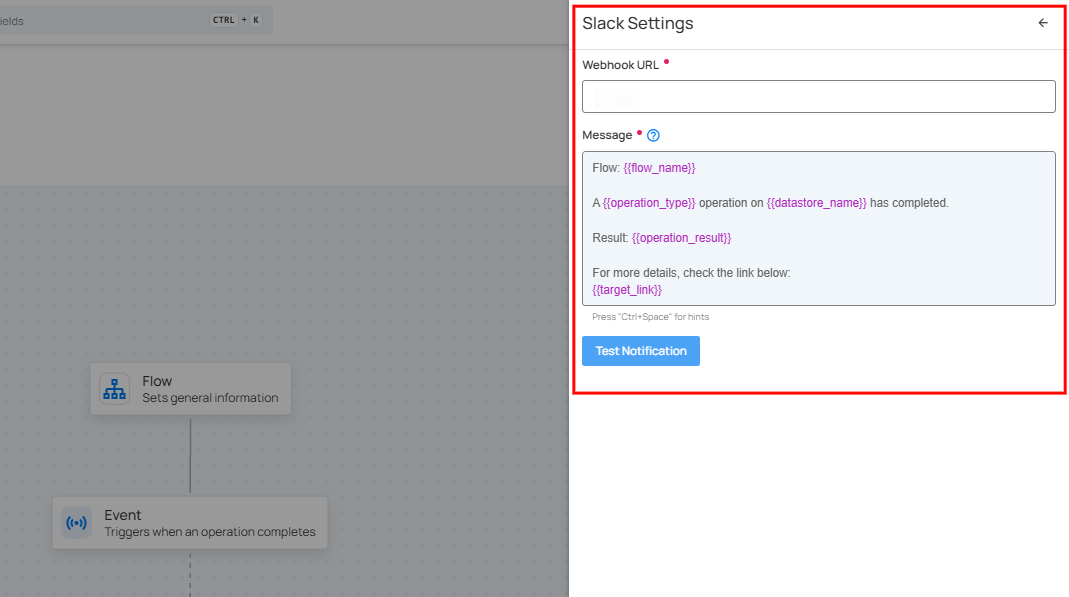 ields
CTRL + K
Slack Settings
Webhook URL
Message
Flow: {{flow_name}}
A {{operation_type}} operation on {{datastore_name}} has completed.
Result: {{operation_result}}
For more details, check the link below:
{{target_link}}
Press "Ctrl+Space" for hints
Test Notification
Flow
Sets general information
Event
Triggers when an operation completes